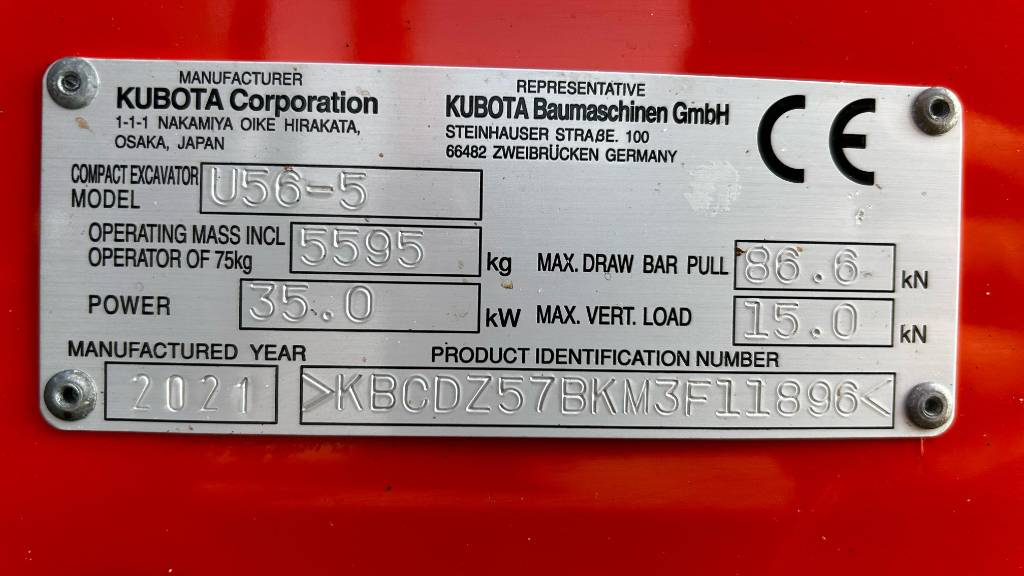 MANUFACTURER
KUBOTA Corporation
1-1-1 NAKAMIYA OIKE HIRAKATA,
OSAKA, JAPAN
REPRESENTATIVE
KUBOTA Baumaschinen GmbH
STEINHAUSER STRAßE. 100
66482 ZWEIBRÜCKEN GERMANY
CE
COMPACT EXCAVATOR
MODEL
U56-5
OPERATING MASS INCL
OPERATOR OF 75kg
5595 kg
MAX. DRAW BAR PULL 86.6 kN
POWER 35.0 kW
MAX. VERT. LOAD 15.0 kN
MANUFACTURED YEAR
2021
PRODUCT IDENTIFICATION NUMBER
>KBCDZ57BKM3F11896<